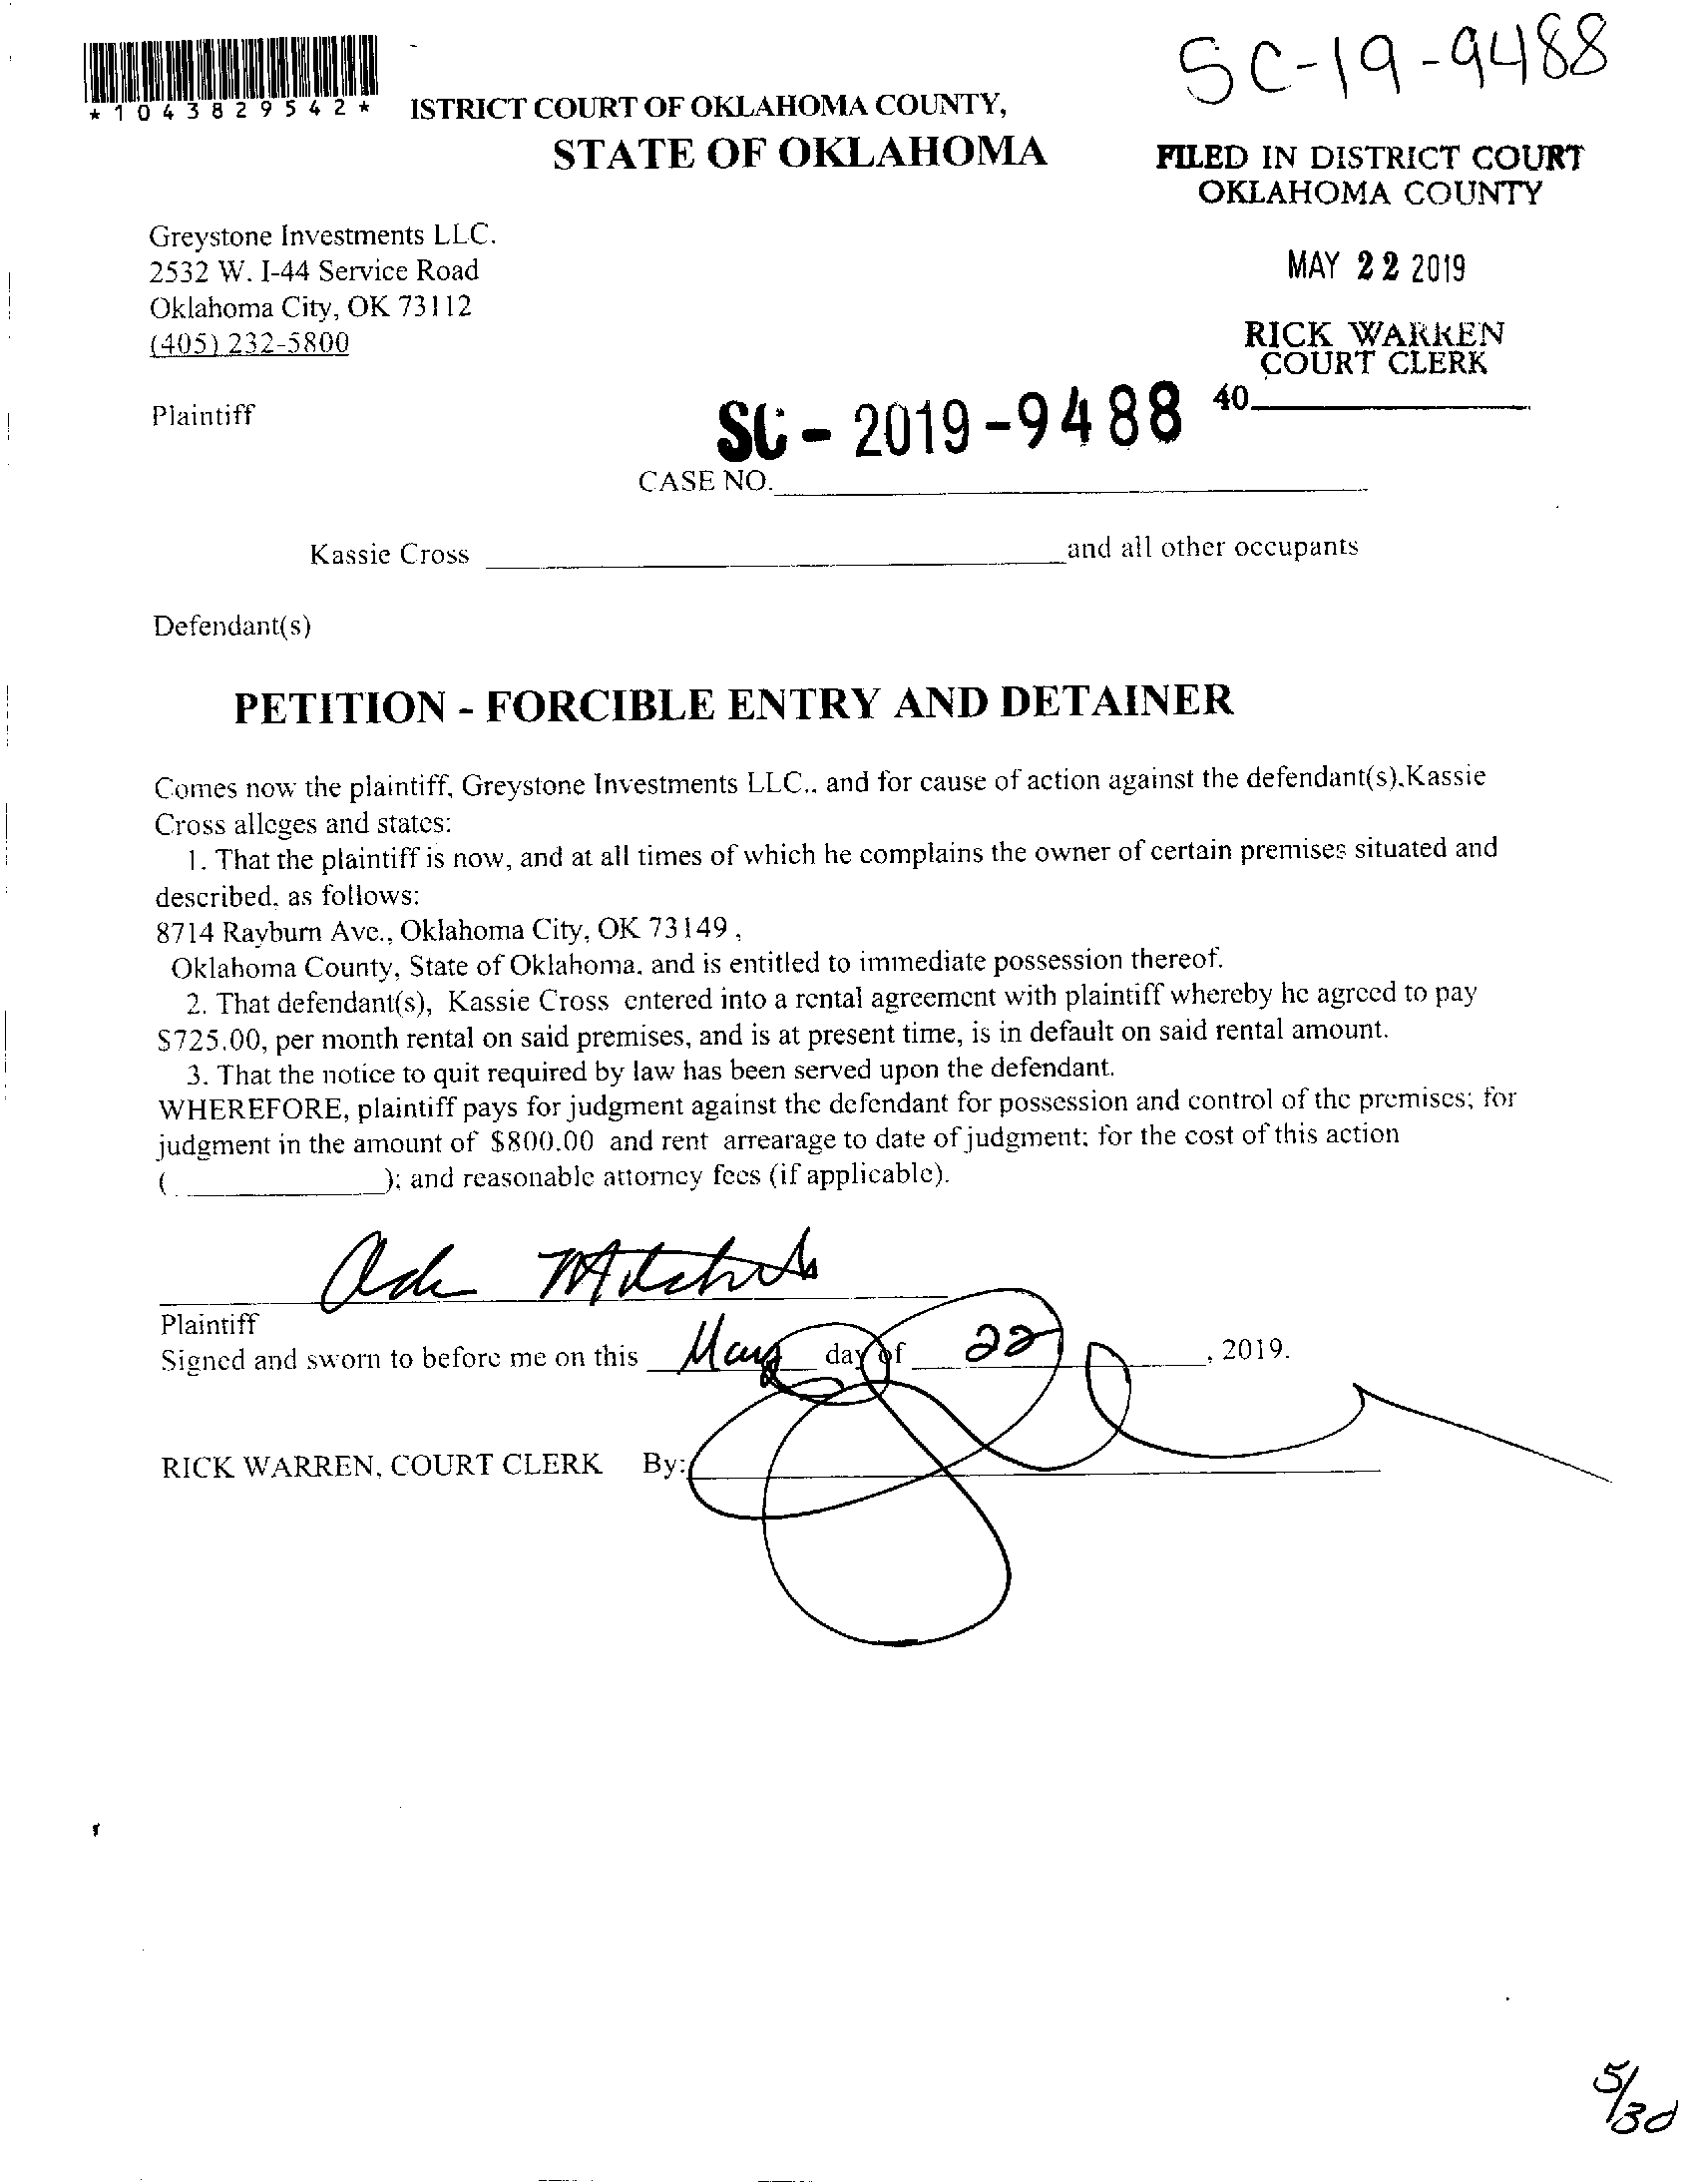 SC-19-9488
*1043829542*
ISTRICT COURT OF OKLAHOMA COUNTY,
STATE OF OKLAHOMA
FILED IN DISTRICT COURT
OKLAHOMA COUNTY
MAY 22 2019
RICK WARREN
COURT CLERK
40
Greystone Investments LLC.
2532 W. I-44 Service Road
Oklahoma City, OK 73112
(405) 232-5800
Plaintiff
SC - 2019 - 9488
CASE NO.
Kassie Cross and all other occupants
Defendant(s)
PETITION - FORCIBLE ENTRY AND DETAINER
Comes now the plaintiff, Greystone Investments LLC., and for cause of action against the defendant(s),Kassie
Cross alleges and states:
1. That the plaintiff is now, and at all times of which he complains the owner of certain premises situated and
described, as follows:
8714 Rayburn Ave., Oklahoma City, OK 73149 ,
Oklahoma County, State of Oklahoma, and is entitled to immediate possession thereof.
2. That defendant(s), Kassie Cross entered into a rental agreement with plaintiff whereby he agreed to pay
$725.00, per month rental on said premises, and is at present time, is in default on said rental amount.
3. That the notice to quit required by law has been served upon the defendant.
WHEREFORE, plaintiff pays for judgment against the defendant for possession and control of the premises; for
judgment in the amount of $800.00 and rent arrearage to date of judgment; for the cost of this action
( ); and reasonable attorney fees (if applicable).
Plaintiff
Signed and sworn to before me on this May day of 22, 2019.
RICK WARREN, COURT CLERK By:
5/30